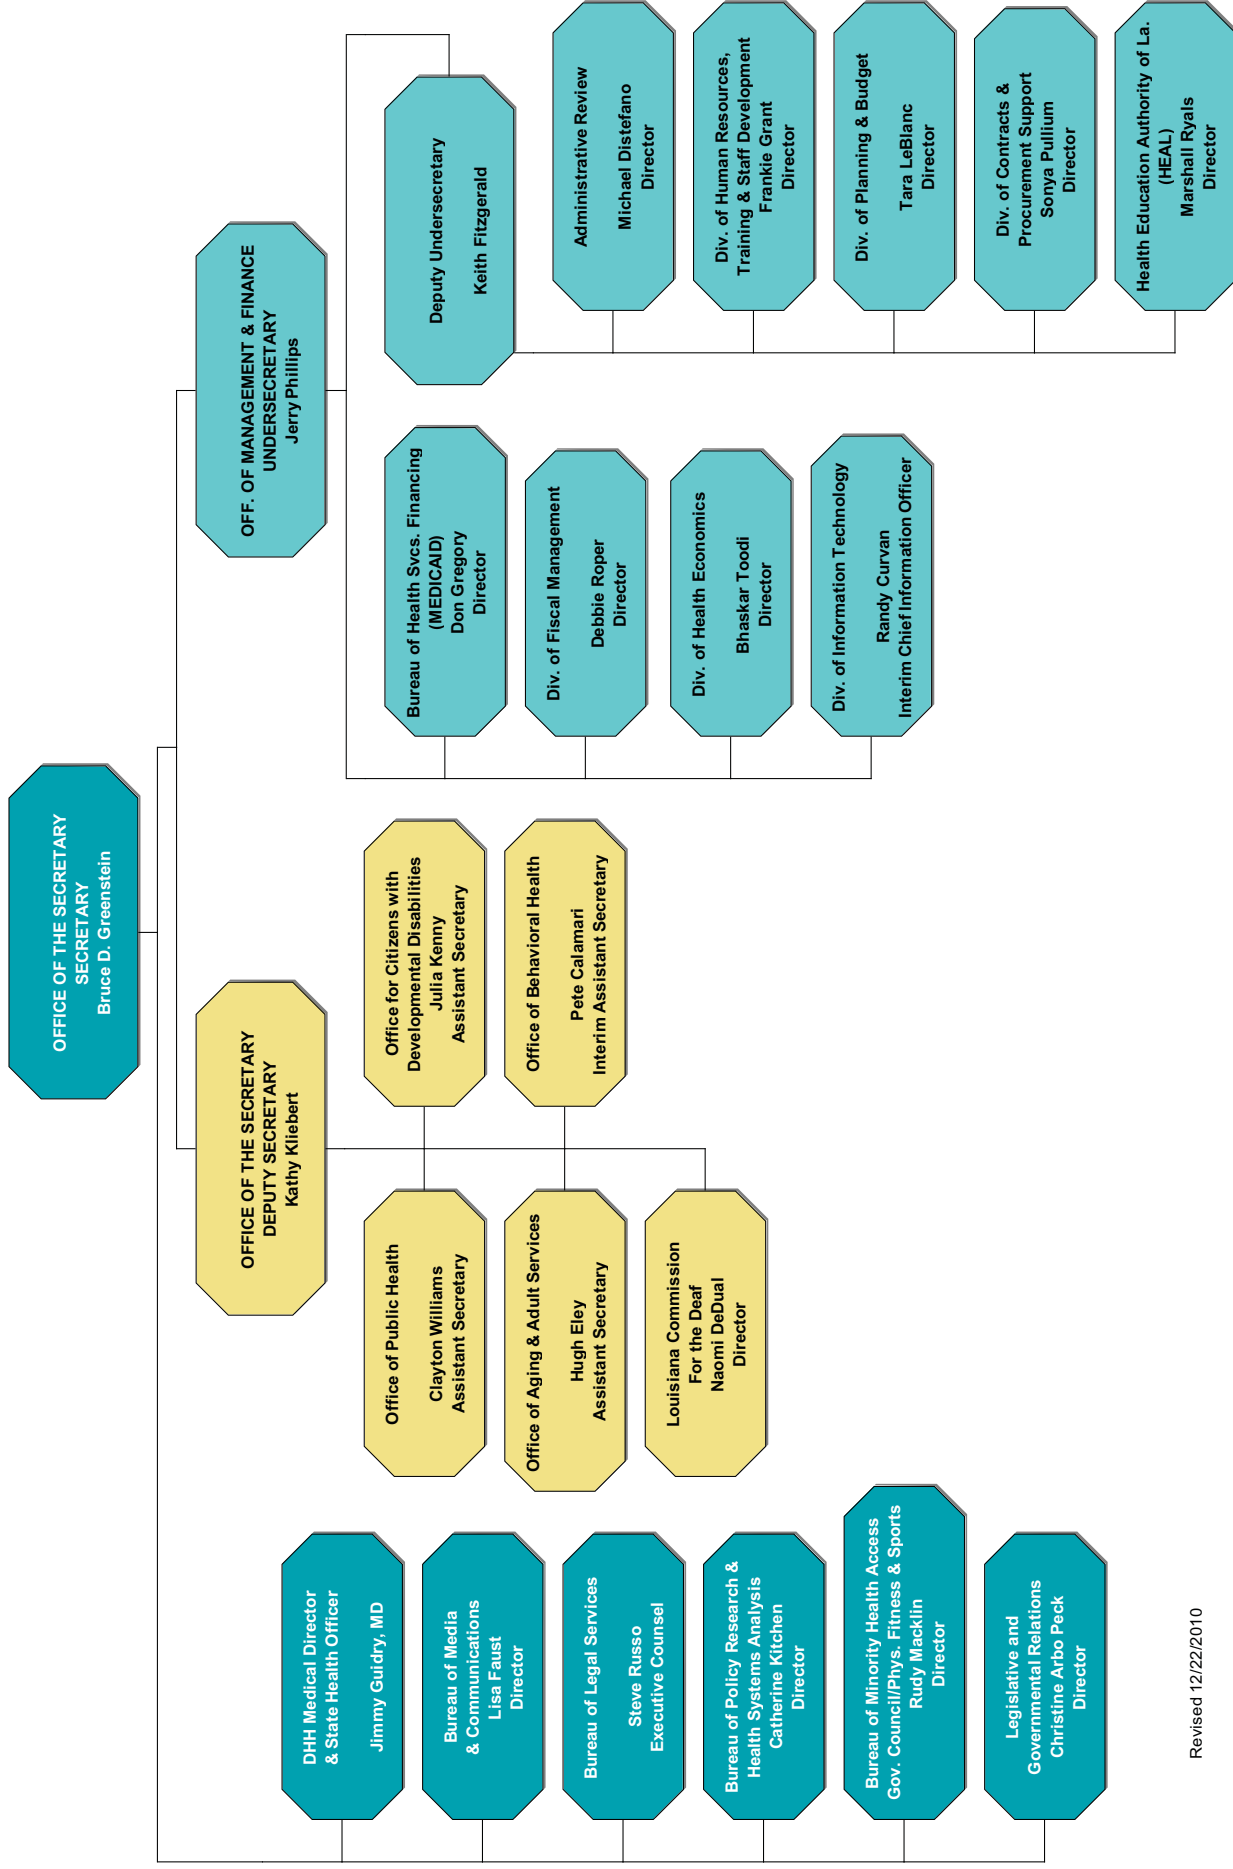 OFFICE OF THE SECRETARY
SECRETARY
Bruce D. Greenstein
OFFICE OF THE SECRETARY
DEPUTY SECRETARY
Kathy Kliebert
OFF. OF MANAGEMENT & FINANCE
UNDERSECRETARY
Jerry Phillips
DHH Medical Director
& State Health Officer
Jimmy Guidry, MD
Bureau of Media
& Communications
Lisa Faust
Director
Bureau of Legal Services
Steve Russo
Executive Counsel
Bureau of Policy Research &
Health Systems Analysis
Catherine Kitchen
Director
Bureau of Minority Health Access
Gov. Council/Phys. Fitness & Sports
Rudy Macklin
Director
Legislative and
Governmental Relations
Christine Arbo Peck
Director
Office of Public Health
Clayton Williams
Assistant Secretary
Office for Citizens with
Developmental Disabilities
Julia Kenny
Assistant Secretary
Office of Aging & Adult Services
Hugh Eley
Assistant Secretary
Office of Behavioral Health
Pete Calamari
Interim Assistant Secretary
Louisiana Commission
For the Deaf
Naomi DeDual
Director
Bureau of Health Svcs. Financing
(MEDICAID)
Don Gregory
Director
Div. of Fiscal Management
Debbie Roper
Director
Div. of Health Economics
Bhaskar Toodi
Director
Div. of Information Technology
Randy Curvan
Interim Chief Information Officer
Deputy Undersecretary
Keith Fitzgerald
Administrative Review
Michael Distefano
Director
Div. of Human Resources,
Training & Staff Development
Frankie Grant
Director
Div. of Planning & Budget
Tara LeBlanc
Director
Div. of Contracts &
Procurement Support
Sonya Pullium
Director
Health Education Authority of La.
(HEAL)
Marshall Ryals
Director
Revised 12/22/2010